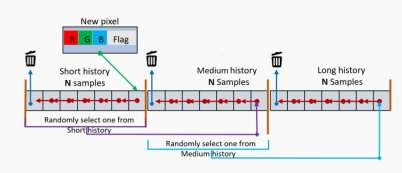 New pixel
R G B Flag
Short history
N samples
Medium history
N Samples
Long history
N Samples
Randomly select one from
Short history
Randomly select one from
Medium history